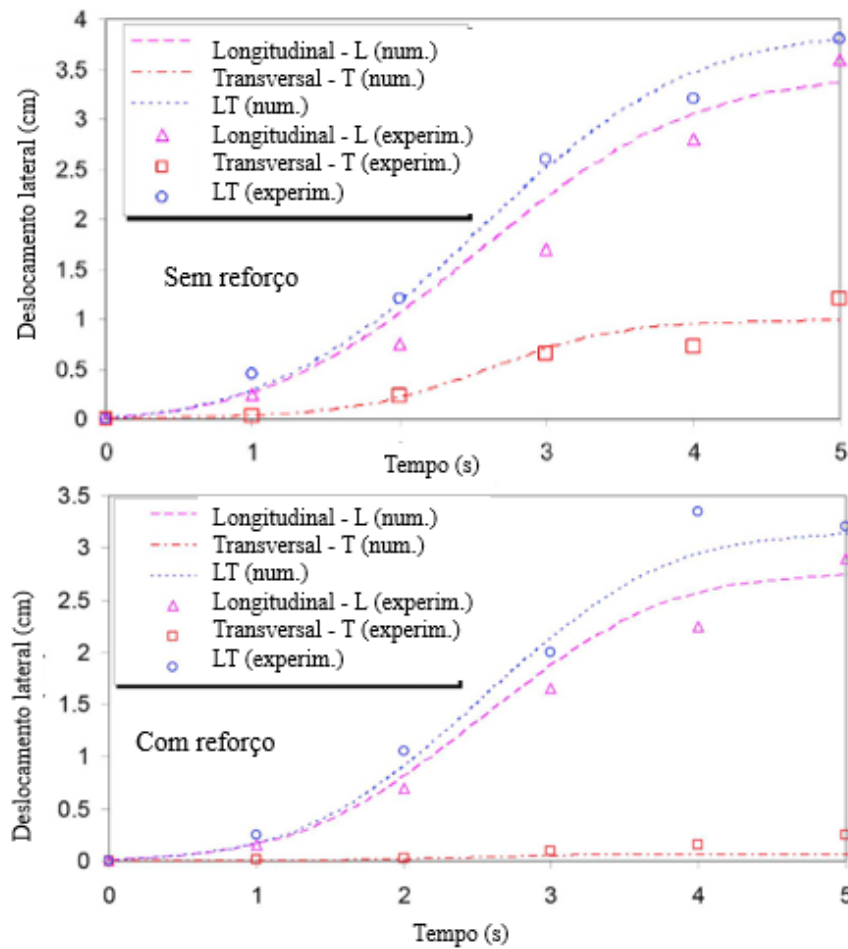 4
3.5
3
2.5
2
1.5
1
0.5
0
Deslocamento lateral (cm)
Longitudinal - L (num.)
Transversal - T (num.)
LT (num.)
Longitudinal - L (experim.)
Transversal - T (experim.)
LT (experim.)
Sem reforço
0 1 2 3 4 5
Tempo (s)
3.5
3
2.5
2
1.5
1
0.5
0
Deslocamento lateral (cm)
Longitudinal - L (num.)
Transversal - T (num.)
LT (num.)
Longitudinal - L (experim.)
Transversal - T (experim.)
LT (experim.)
Com reforço
0 1 2 3 4 5
Tempo (s)